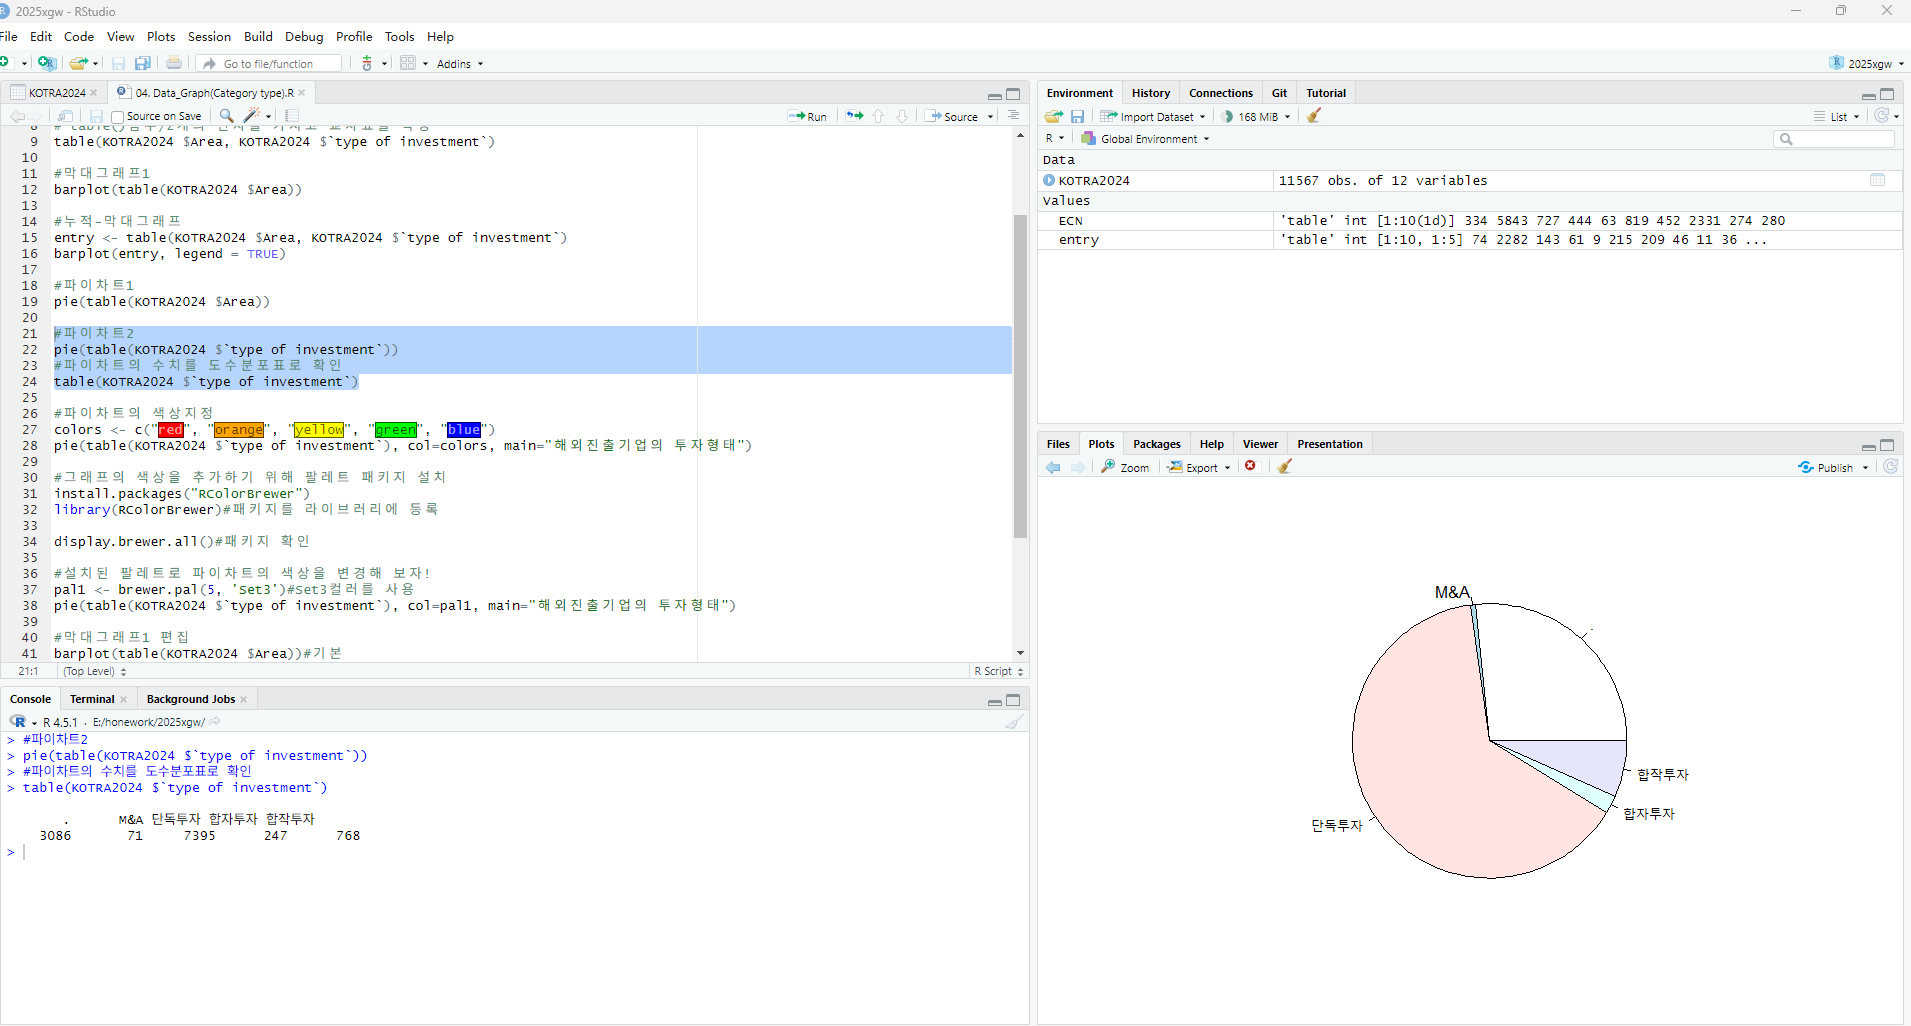 2025xgw - RStudio
File Edit Code View Plots Session Build Debug Profile Tools Help
Go to file/function Addins 2025xgw
KOTRA2024 04. Data_Graph(Category type).R
Source on Save Run Source
8
9 table(KOTRA2024 $Area, KOTRA2024 $`type of investment`)
10
11 #막대그래프1
12 barplot(table(KOTRA2024 $Area))
13
14 #누적-막대그래프
15 entry <- table(KOTRA2024 $Area, KOTRA2024 $`type of investment`)
16 barplot(entry, legend = TRUE)
17
18 #파이차트1
19 pie(table(KOTRA2024 $Area))
20
21 #파이차트2
22 pie(table(KOTRA2024 $`type of investment`))
23 #파이차트의 수치를 도수분포표로 확인
24 table(KOTRA2024 $`type of investment`)
25
26 #파이차트의 색상지정
27 colors <- c("red", "orange", "yellow", "green", "blue")
28 pie(table(KOTRA2024 $`type of investment`), col=colors, main="해외진출기업의 투자형태")
29
30 #그래프의 색상을 추가하기 위해 팔레트 패키지 설치
31 install.packages("RColorBrewer")
32 library(RColorBrewer)#패키지를 라이브러리에 등록
33
34 display.brewer.all()#패키지 확인
35
36 #설치된 팔레트로 파이차트의 색상을 변경해 보자!
37 pal1 <- brewer.pal(5, 'Set3')#Set3컬러를 사용
38 pie(table(KOTRA2024 $`type of investment`), col=pal1, main="해외진출기업의 투자형태")
39
40 #막대그래프1 편집
41 barplot(table(KOTRA2024 $Area))#기본
21:1 (Top Level) R Script
Console Terminal Background Jobs
R 4.5.1 · E:/honework/2025xgw/
> #파이차트2
> pie(table(KOTRA2024 $`type of investment`))
> #파이차트의 수치를 도수분포표로 확인
> table(KOTRA2024 $`type of investment`)
. M&A 단독투자 합자투자 합작투자
3086 71 7395 247 768
>
Environment History Connections Git Tutorial
Import Dataset 168 MiB List
R Global Environment
Data
KOTRA2024 11567 obs. of 12 variables
Values
ECN 'table' int [1:10(1d)] 334 5843 727 444 63 819 452 2331 274 280
entry 'table' int [1:10, 1:5] 74 2282 143 61 9 215 209 46 11 36 ...
Files Plots Packages Help Viewer Presentation
Zoom Export Publish
M&A
.
합작투자
합자투자
단독투자